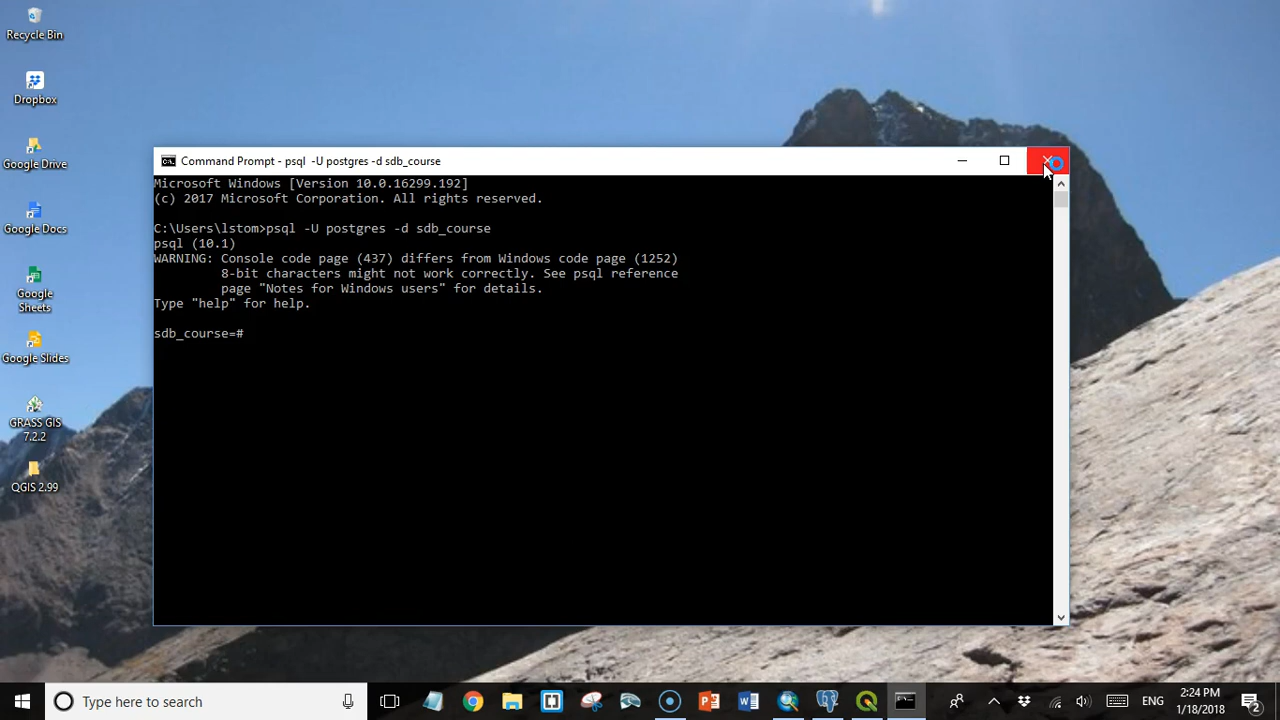 Recycle Bin
Dropbox
Google Drive
Google Docs
Google
Sheets
Google Slides
GRASS GIS
7.2.2
QGIS 2.99
Command Prompt - psql  -U postgres -d sdb_course
Microsoft Windows [Version 10.0.16299.192]
(c) 2017 Microsoft Corporation. All rights reserved.
C:\Users\lstom>psql -U postgres -d sdb_course
psql (10.1)
WARNING: Console code page (437) differs from Windows code page (1252)
         8-bit characters might not work correctly. See psql reference
         page "Notes for Windows users" for details.
Type "help" for help.
sdb_course=#
Type here to search
ENG
2:24 PM
1/18/2018
2